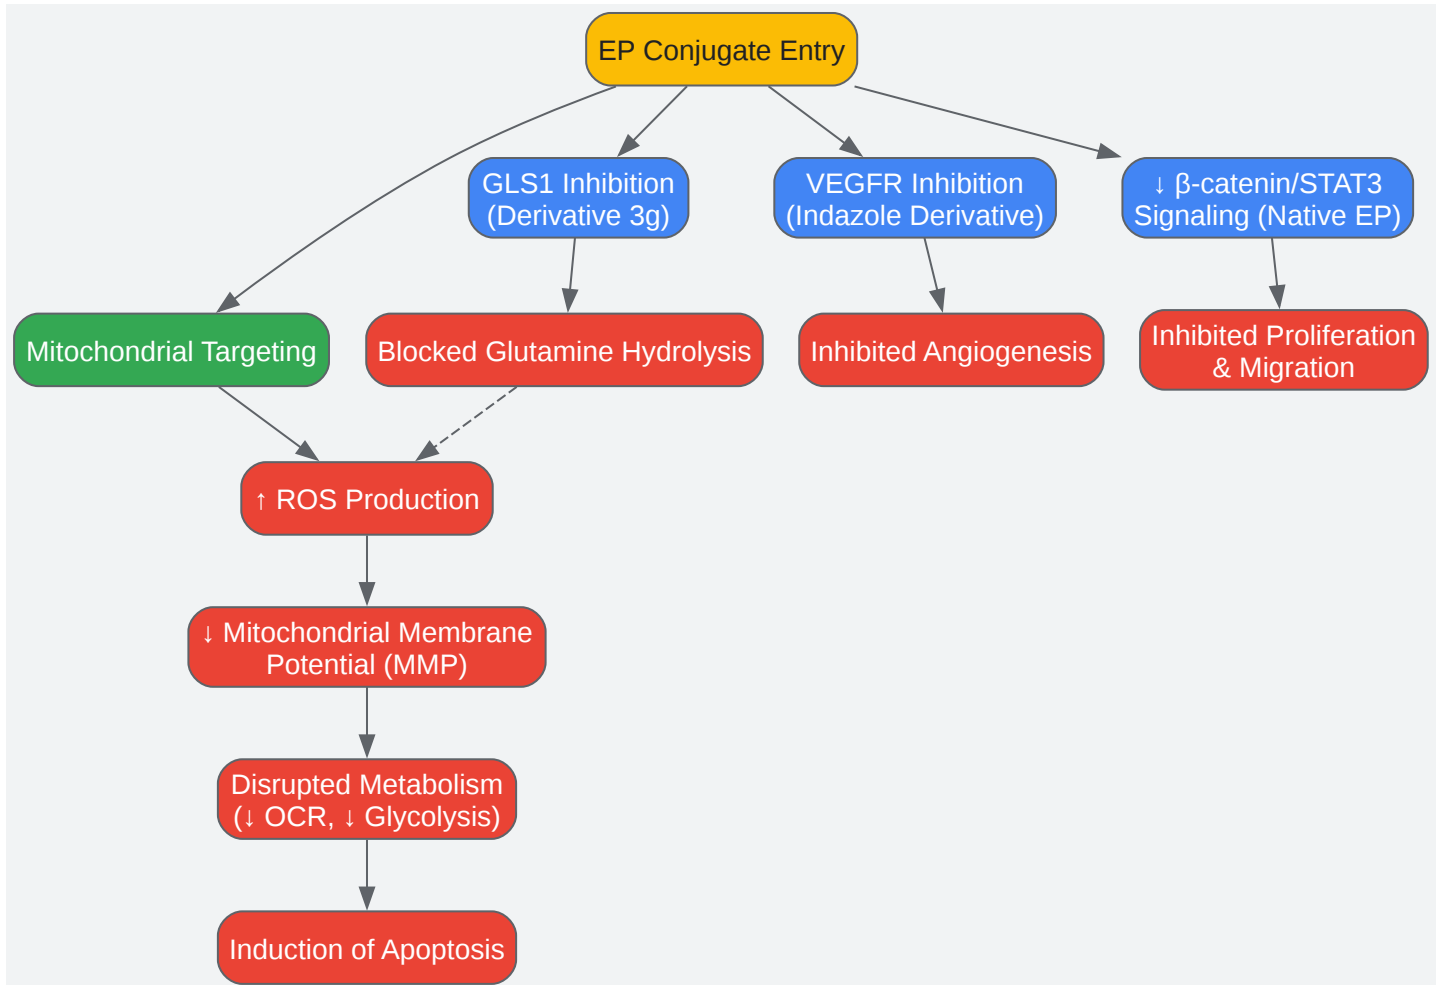 EP Conjugate Entry
GLS1 Inhibition
(Derivative 3g)
VEGFR Inhibition
(Indazole Derivative)
↓ β-catenin/STAT3
Signaling (Native EP)
Mitochondrial Targeting
Blocked Glutamine Hydrolysis
Inhibited Angiogenesis
Inhibited Proliferation
& Migration
↑ ROS Production
↓ Mitochondrial Membrane
Potential (MMP)
Disrupted Metabolism
(↓ OCR, ↓ Glycolysis)
Induction of Apoptosis